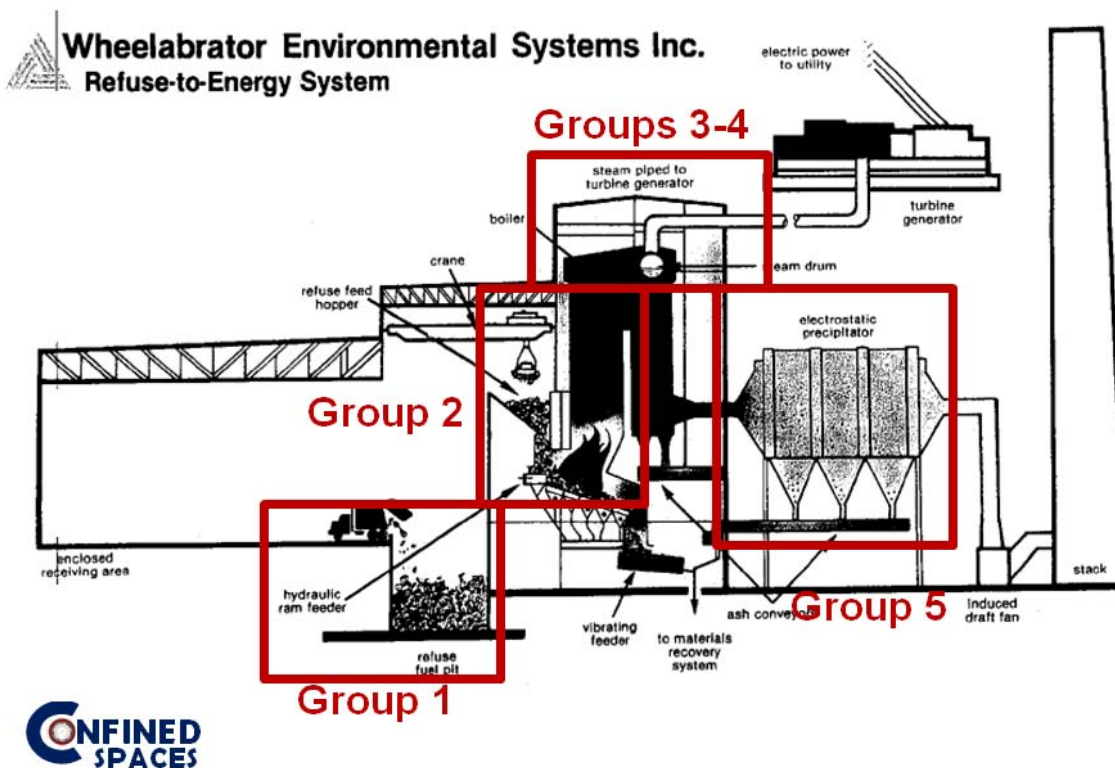 Wheelabrator Environmental Systems Inc.
Refuse-to-Energy System
electric power
to utility
Groups 3-4
steam piped to
turbine generator
boiler
turbine
generator
crane
eam drum
refuse feed
hopper
electrostatic
precipitator
Group 2
enclosed
receiving area
hydraulic
ram feeder
stack
ash conveyor
Group 5
induced
draft fan
vibrating
feeder
to materials
recovery
system
refuse
fuel pit
Group 1
CONFINED
SPACES